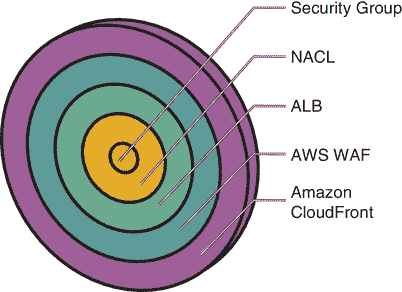 Security Group
NACL
ALB
AWS WAF
Amazon
CloudFront